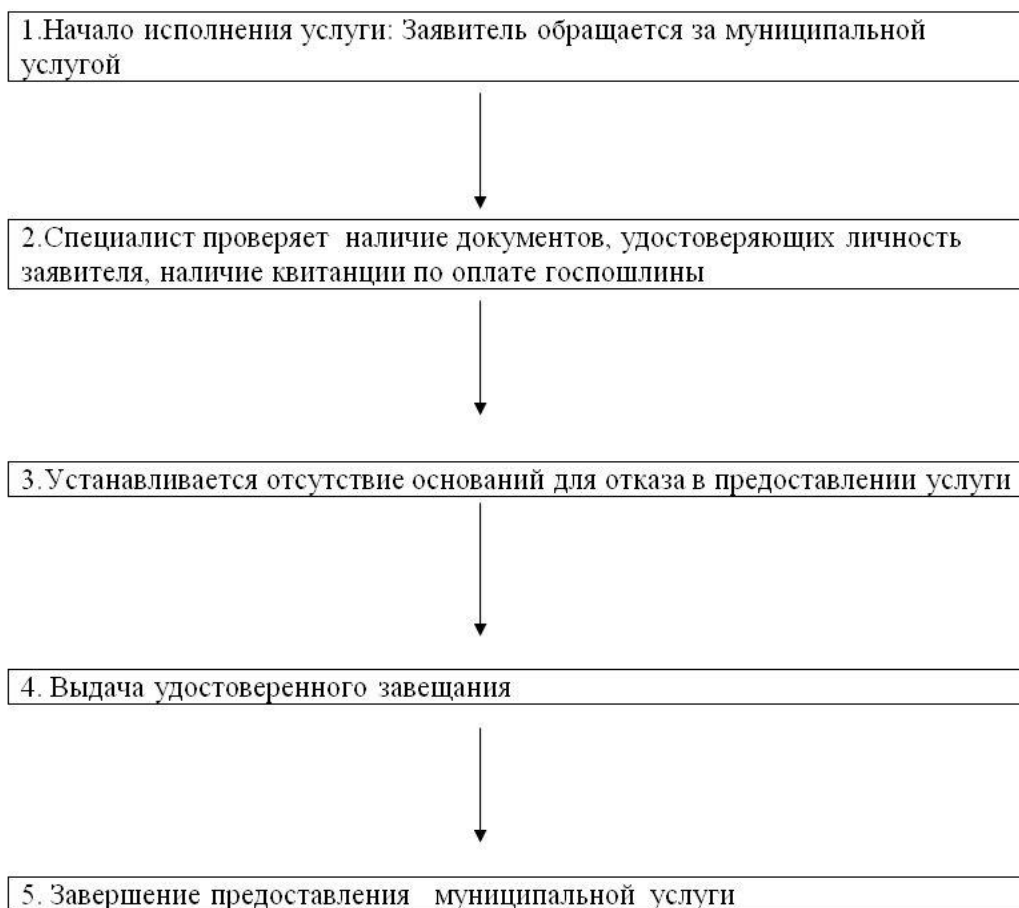 1.Начало исполнения услуги: Заявитель обращается за муниципальной
услугой
2.Специалист проверяет наличие документов, удостоверяющих личность
заявителя, наличие квитанции по оплате госпошлины
3.Устанавливается отсутствие оснований для отказа в предоставлении услуги
4. Выдача удостоверенного завещания
5. Завершение предоставления муниципальной услуги